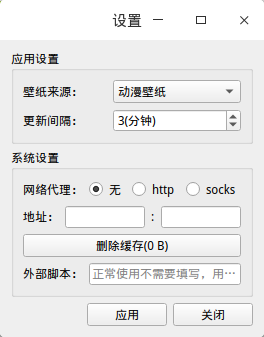 设置
应用设置
壁纸来源： 动漫壁纸
更新间隔： 3(分钟)
系统设置
网络代理： 无 http socks
地址： :
删除缓存(0 B)
外部脚本： 正常使用不需要填写，用…
应用 关闭